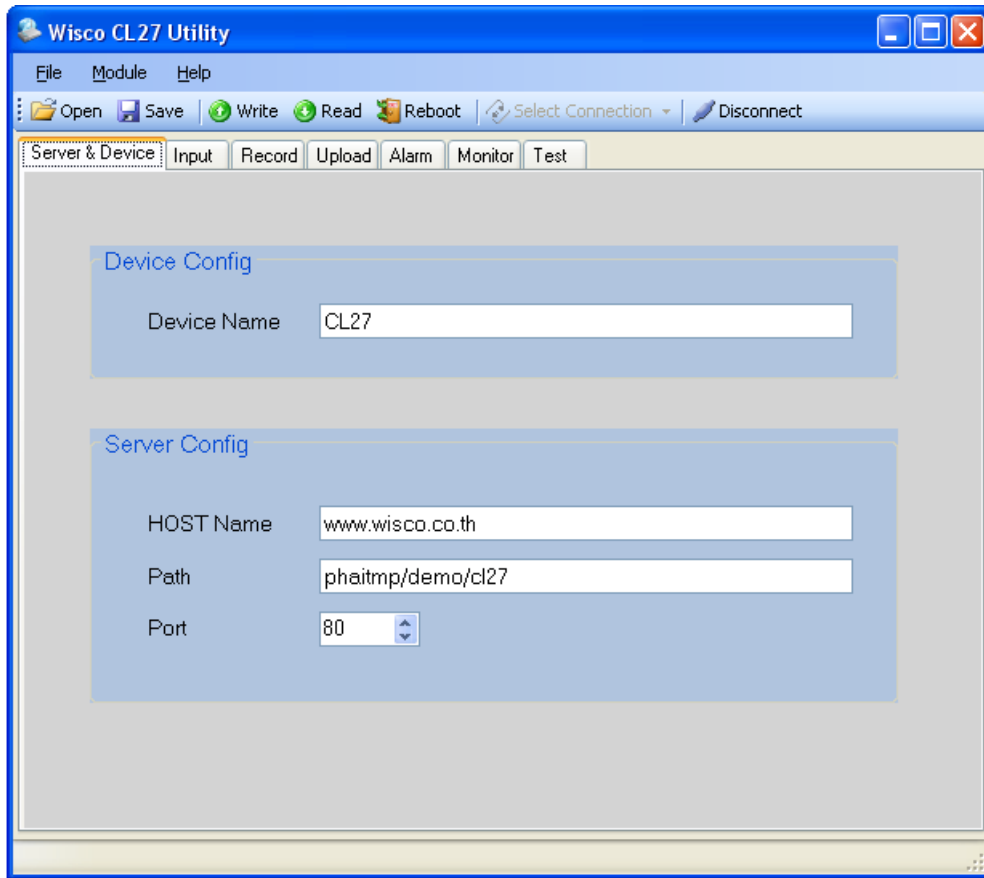 Wisco CL27 Utility
File Module Help
Open Save Write Read Reboot Select Connection Disconnect
Server & Device Input Record Upload Alarm Monitor Test
Device Config
Device Name CL27
Server Config
HOST Name www.wisco.co.th
Path phaitmp/demo/cl27
Port 80